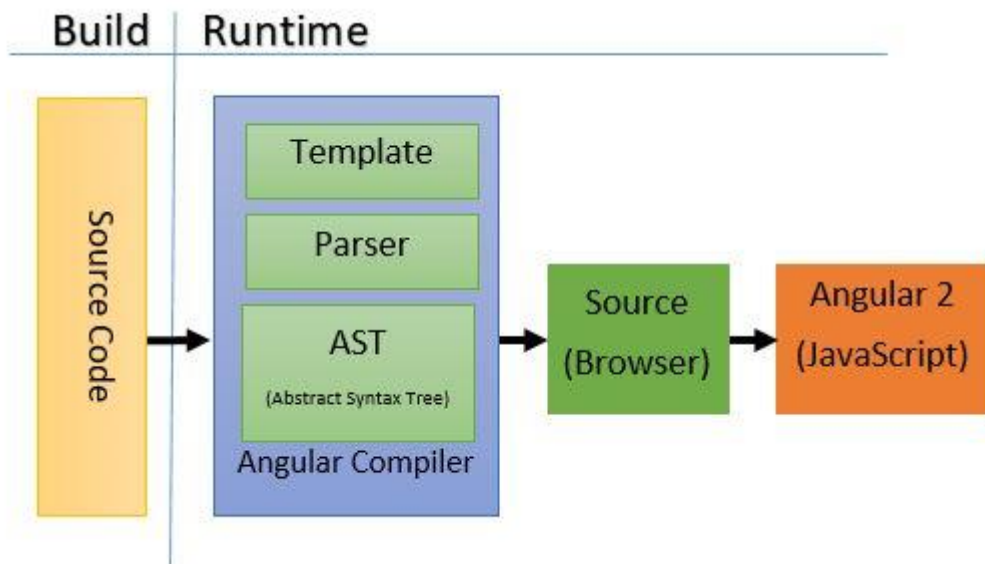 Build
Runtime
Source Code
Template
Parser
AST
(Abstract Syntax Tree)
Angular Compiler
Source
(Browser)
Angular 2
(JavaScript)